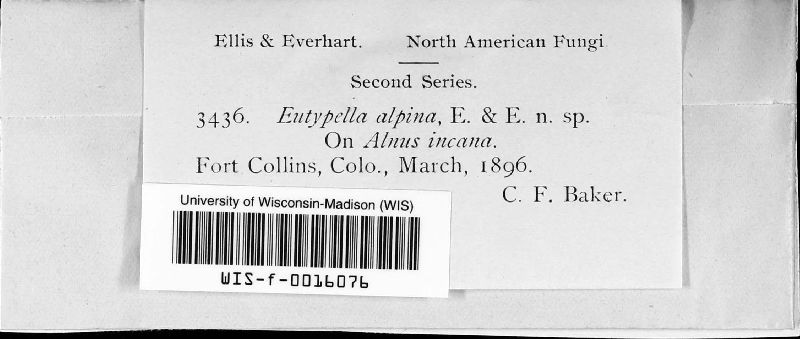 Ellis & Everhart. North American Fungi
Second Series.
3436. Eutypella alpina, E. & E. n. sp.
On Alnus incana.
Fort Collins, Colo., March, 1896.
C. F. Baker.
University of Wisconsin-Madison (WIS)
WIS-f-0016076